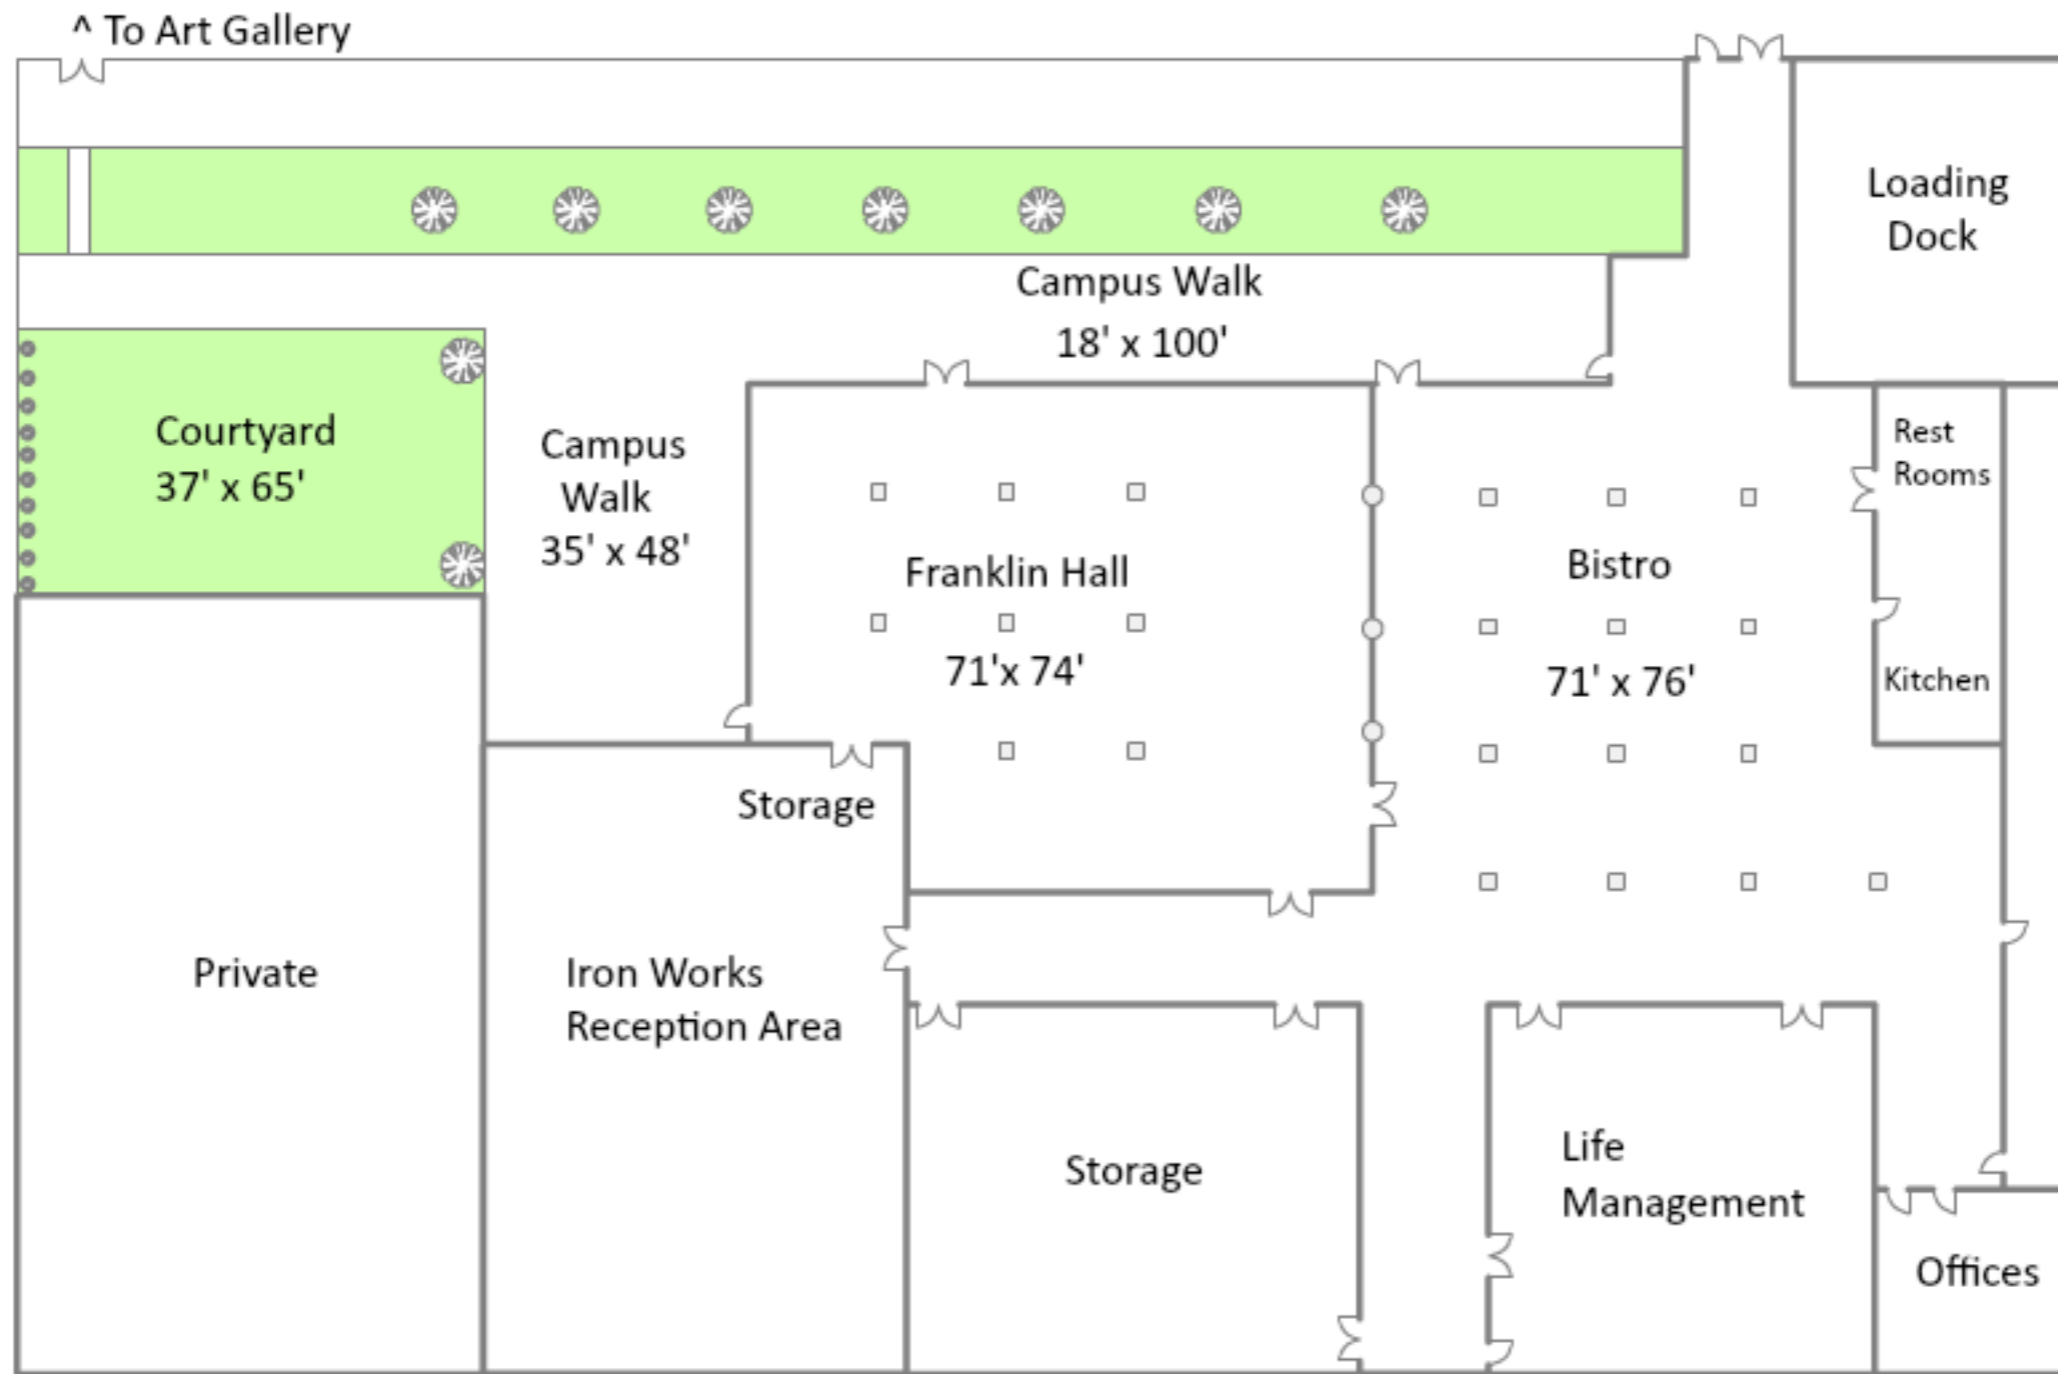 ^ To Art Gallery
Loading
Dock
Campus Walk
18' x 100'
Courtyard
37' x 65'
Campus
Walk
35' x 48'
Franklin Hall
71'x 74'
Bistro
71' x 76'
Rest
Rooms
Kitchen
Storage
Private
Iron Works
Reception Area
Storage
Life
Management
Offices